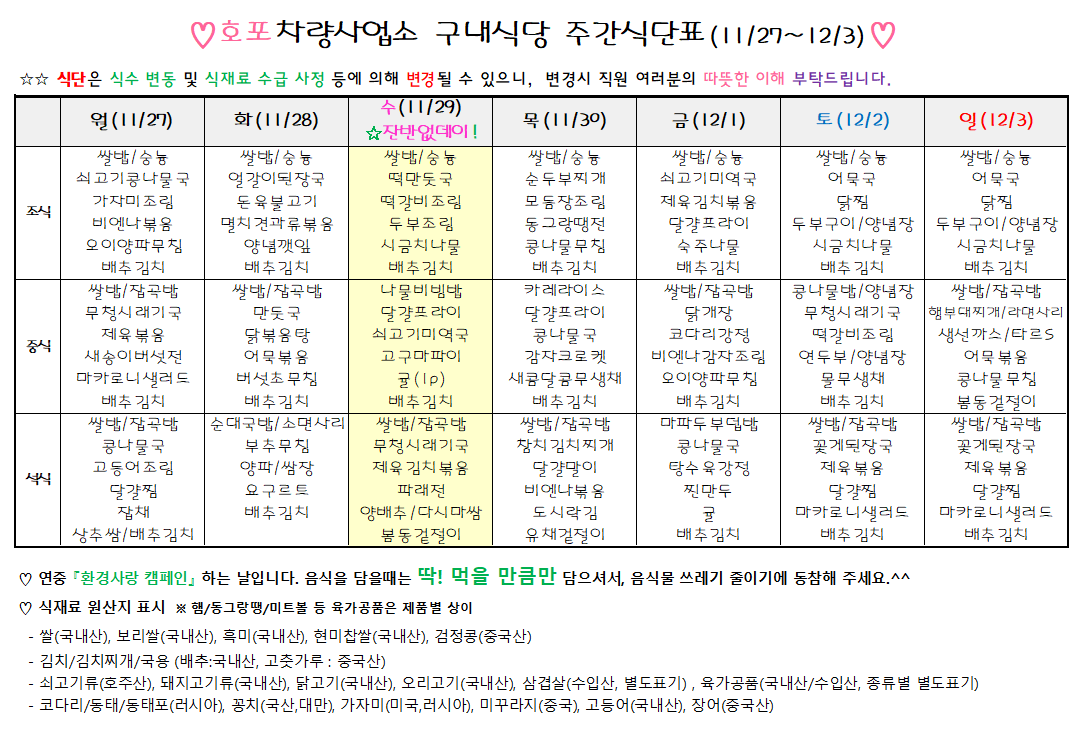 ♡호포 차량사업소 구내식당 주간식단표(11/27~12/3)♡
☆☆ 식단은 식수 변동 및 식재료 수급 사정 등에 의해 변경될 수 있으니, 변경시 직원 여러분의 따뜻한 이해 부탁드립니다.
월(11/27) 화(11/28) 수(11/29) 목(11/30) 금(12/1) 토(12/2) 일(12/3)
☆잔반없데이!
조식
쌀밥/숭늉 쌀밥/숭늉 쌀밥/숭늉 쌀밥/숭늉 쌀밥/숭늉 쌀밥/숭늉 쌀밥/숭늉
쇠고기콩나물국 얼갈이된장국 떡만둣국 순두부찌개 쇠고기미역국 어묵국 어묵국
가자미조림 돈육불고기 떡갈비조림 모둠장조림 제육김치볶음 닭찜 닭찜
비엔나볶음 멸치견과류볶음 두부조림 동그랑땡전 달걀프라이 두부구이/양념장 두부구이/양념장
오이양파무침 양념깻잎 시금치나물 콩나물무침 숙주나물 시금치나물 시금치나물
배추김치 배추김치 배추김치 배추김치 배추김치 배추김치 배추김치
중식
쌀밥/잡곡밥 쌀밥/잡곡밥 나물비빔밥 카레라이스 쌀밥/잡곡밥 콩나물밥/양념장 쌀밥/잡곡밥
무청시래기국 만둣국 달걀프라이 달걀프라이 닭개장 무청시래기국 햄부대찌개/라면사리
제육볶음 닭볶음탕 쇠고기미역국 콩나물국 코다리강정 떡갈비조림 생선까스/타르S
새송이버섯전 어묵볶음 고구마파이 감자크로켓 비엔나감자조림 연두부/양념장 어묵볶음
마카로니샐러드 버섯초무침 귤(1p) 새콤달콤무생채 오이양파무침 물무생채 콩나물무침
배추김치 배추김치 배추김치 배추김치 배추김치 배추김치 봄동겉절이
석식
쌀밥/잡곡밥 순대국밥/소면사리 쌀밥/잡곡밥 쌀밥/잡곡밥 마파두부덮밥 쌀밥/잡곡밥 쌀밥/잡곡밥
콩나물국 부추무침 무청시래기국 참치김치찌개 콩나물국 꽃게된장국 꽃게된장국
고등어조림 양파/쌈장 제육김치볶음 달걀말이 탕수육강정 제육볶음 제육볶음
달걀찜 요구르트 파래전 비엔나볶음 찐만두 달걀찜 달걀찜
잡채 배추김치 양배추/다시마쌈 도시락김 귤 마카로니샐러드 마카로니샐러드
상추쌈/배추김치 봄동겉절이 유채겉절이 배추김치 배추김치 배추김치
♡ 연중 『환경사랑 캠페인』 하는 날입니다. 음식을 담을때는 딱! 먹을 만큼만 담으셔서, 음식물 쓰레기 줄이기에 동참해 주세요.^^
♡ 식재료 원산지 표시 ※ 햄/동그랑땡/미트볼 등 육가공품은 제품별 상이
- 쌀(국내산), 보리쌀(국내산), 흑미(국내산), 현미찹쌀(국내산), 검정콩(중국산)
- 김치/김치찌개/국용 (배추:국내산, 고춧가루 : 중국산)
- 쇠고기류(호주산), 돼지고기류(국내산), 닭고기(국내산), 오리고기(국내산), 삼겹살(수입산, 별도표기) , 육가공품(국내산/수입산, 종류별 별도표기)
- 코다리/동태/동태포(러시아), 꽁치(국산,대만), 가자미(미국,러시아), 미꾸라지(중국), 고등어(국내산), 장어(중국산)